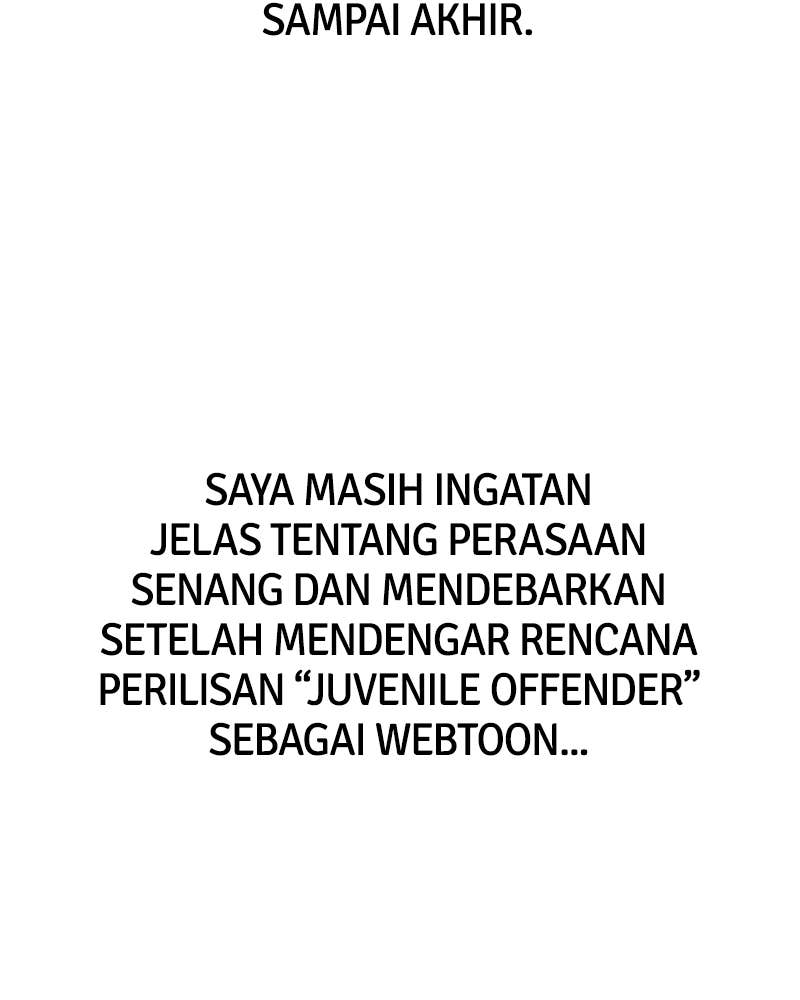 SAMPAI AKHIR.
SAYA MASIH INGATAN
JELAS TENTANG PERASAAN
SENANG DAN MENDEBARKAN
SETELAH MENDENGAR RENCANA
PERILISAN “JUVENILE OFFENDER”
SEBAGAI WEBTOON...